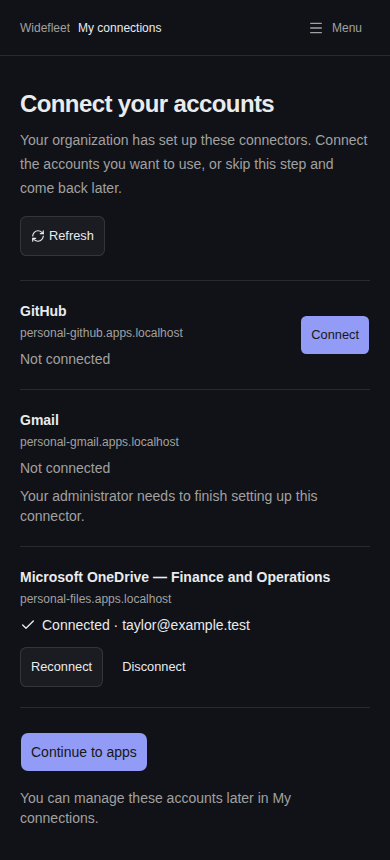 Widefleet My connections
Menu
Connect your accounts
Your organization has set up these connectors. Connect
the accounts you want to use, or skip this step and
come back later.
Refresh
GitHub
personal-github.apps.localhost
Not connected
Connect
Gmail
personal-gmail.apps.localhost
Not connected
Your administrator needs to finish setting up this
connector.
Microsoft OneDrive — Finance and Operations
personal-files.apps.localhost
Connected · taylor@example.test
Reconnect Disconnect
Continue to apps
You can manage these accounts later in My
connections.